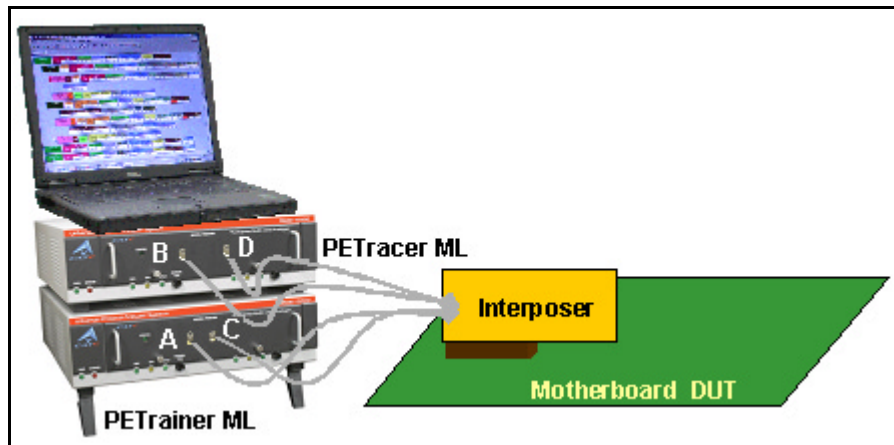 B
D
PETracer ML
Interposer
A
C
Motherboard DUT
PETrainer ML